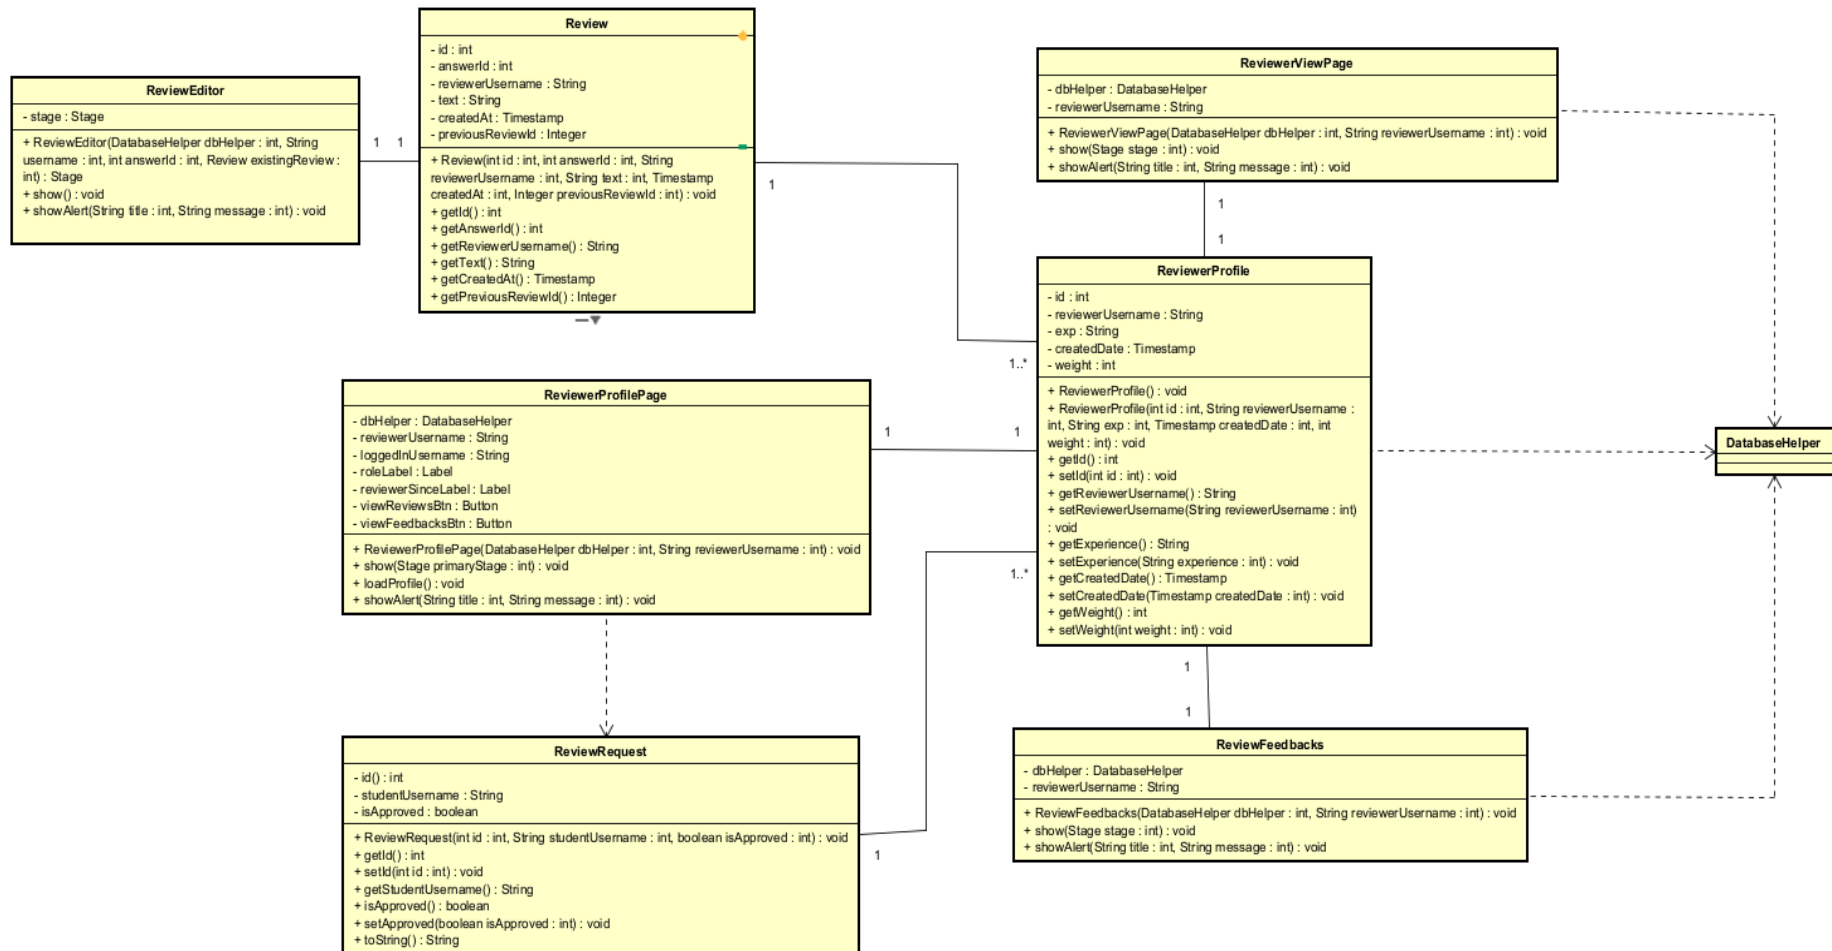 Review
- id : int
- answerId : int
- reviewerUsername : String
- text : String
- createdAt : Timestamp
- previousReviewId : Integer
+ Review(int id : int, int answerId : int, String
reviewerUsername : int, String text : int, Timestamp
createdAt : int, Integer previousReviewId : int) : void
+ getId() : int
+ getAnswerId() : int
+ getReviewerUsername() : String
+ getText() : String
+ getCreatedAt() : Timestamp
+ getPreviousReviewId() : Integer
ReviewEditor
- stage : Stage
+ ReviewEditor(DatabaseHelper dbHelper : int, String
username : int, int answerId : int, Review existingReview :
int) : Stage
+ show() : void
+ showAlert(String title : int, String message : int) : void
1 1
1
1..*
ReviewerViewPage
- dbHelper : DatabaseHelper
- reviewerUsername : String
+ ReviewerViewPage(DatabaseHelper dbHelper : int, String reviewerUsername : int) : void
+ show(Stage stage : int) : void
+ showAlert(String title : int, String message : int) : void
1
1
ReviewerProfile
- id : int
- reviewerUsername : String
- exp : String
- createdDate : Timestamp
- weight : int
+ ReviewerProfile() : void
+ ReviewerProfile(int id : int, String reviewerUsername :
int, String exp : int, Timestamp createdDate : int, int
weight : int) : void
+ getId() : int
+ setId(int id : int) : void
+ getReviewerUsername() : String
+ setReviewerUsername(String reviewerUsername : int)
: void
+ getExperience() : String
+ setExperience(String experience : int) : void
+ getCreatedDate() : Timestamp
+ setCreatedDate(Timestamp createdDate : int) : void
+ getWeight() : int
+ setWeight(int weight : int) : void
ReviewerProfilePage
- dbHelper : DatabaseHelper
- reviewerUsername : String
- loggedInUsername : String
- roleLabel : Label
- reviewerSinceLabel : Label
- viewReviewsBtn : Button
- viewFeedbacksBtn : Button
+ ReviewerProfilePage(DatabaseHelper dbHelper : int, String reviewerUsername : int) : void
+ show(Stage primaryStage : int) : void
+ loadProfile() : void
+ showAlert(String title : int, String message : int) : void
1 1
DatabaseHelper
1..*
1
1
1
ReviewRequest
- id() : int
- studentUsername : String
- isApproved : boolean
+ ReviewRequest(int id : int, String studentUsername : int, boolean isApproved : int) : void
+ getId() : int
+ setId(int id : int) : void
+ getStudentUsername() : String
+ isApproved() : boolean
+ setApproved(boolean isApproved : int) : void
+ toString() : String
ReviewFeedbacks
- dbHelper : DatabaseHelper
- reviewerUsername : String
+ ReviewFeedbacks(DatabaseHelper dbHelper : int, String reviewerUsername : int) : void
+ show(Stage stage : int) : void
+ showAlert(String title : int, String message : int) : void